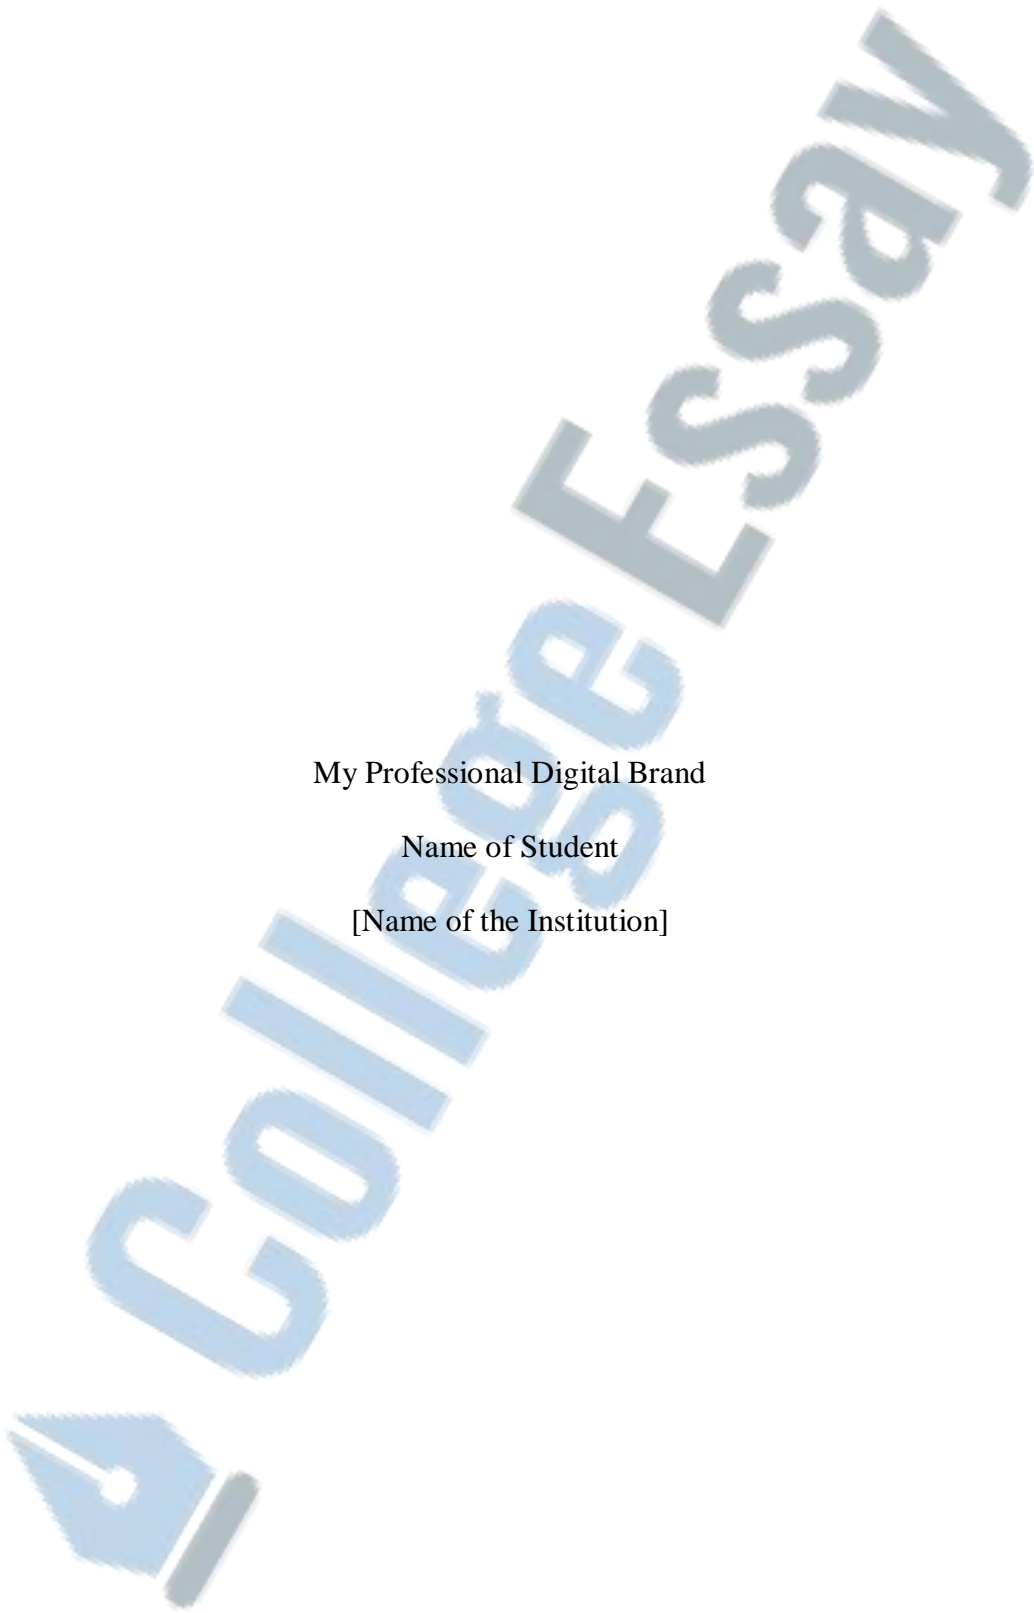 My Professional Digital Brand
Name of Student
[Name of the Institution]
CollegeEssay